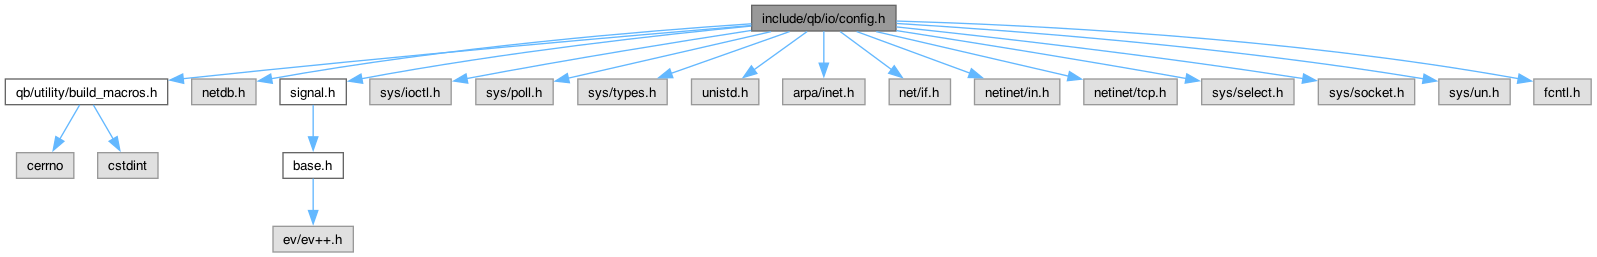 include/qb/io/config.h
qb/utility/build_macros.h
netdb.h
signal.h
sys/ioctl.h
sys/poll.h
sys/types.h
unistd.h
arpa/inet.h
net/if.h
netinet/in.h
netinet/tcp.h
sys/select.h
sys/socket.h
sys/un.h
fcntl.h
cerrno
cstdint
base.h
ev/ev++.h